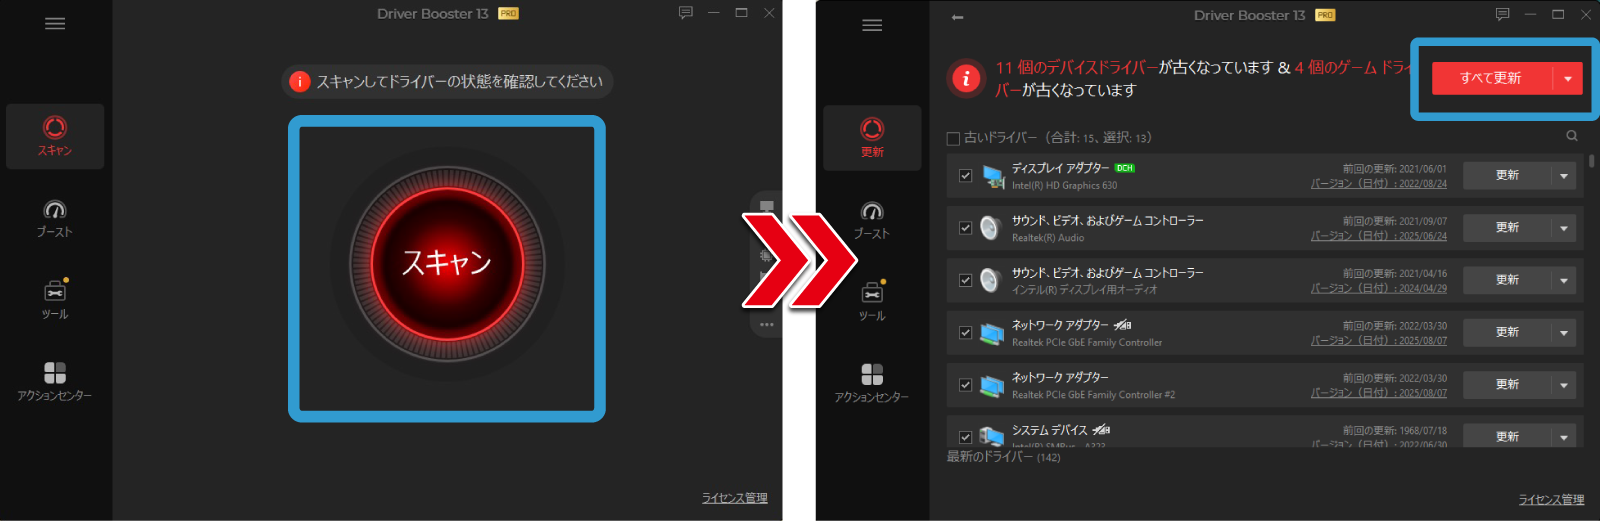 Driver Booster 13 PRO
スキャンしてドライバーの状態を確認してください
スキャン
スキャン
ブースト
ツール
アクションセンター
ライセンス管理
Driver Booster 13 PRO
11 個のデバイスドライバーが古くなっています & 4 個のゲーム ドライ
バーが古くなっています
すべて更新
更新
ブースト
ツール
アクションセンター
古いドライバー（合計: 15、選択: 13）
ディスプレイ アダプター DCH
Intel(R) HD Graphics 630
前回の更新: 2021/06/01
バージョン（日付）: 2022/08/24
更新
サウンド、ビデオ、およびゲーム コントローラー
Realtek(R) Audio
前回の更新: 2021/09/07
バージョン（日付）: 2025/06/24
更新
サウンド、ビデオ、およびゲーム コントローラー
インテル(R) ディスプレイ用オーディオ
前回の更新: 2021/04/16
バージョン（日付）: 2024/04/29
更新
ネットワーク アダプター
Realtek PCIe GbE Family Controller
前回の更新: 2022/03/30
バージョン（日付）: 2025/08/07
更新
ネットワーク アダプター
Realtek PCIe GbE Family Controller #2
前回の更新: 2022/03/30
バージョン（日付）: 2025/08/07
更新
システム デバイス
Intel(R) SMBus - A323
前回の更新: 1968/07/18
バージョン（日付）: 2022/06/30
更新
最新のドライバー (142)
ライセンス管理